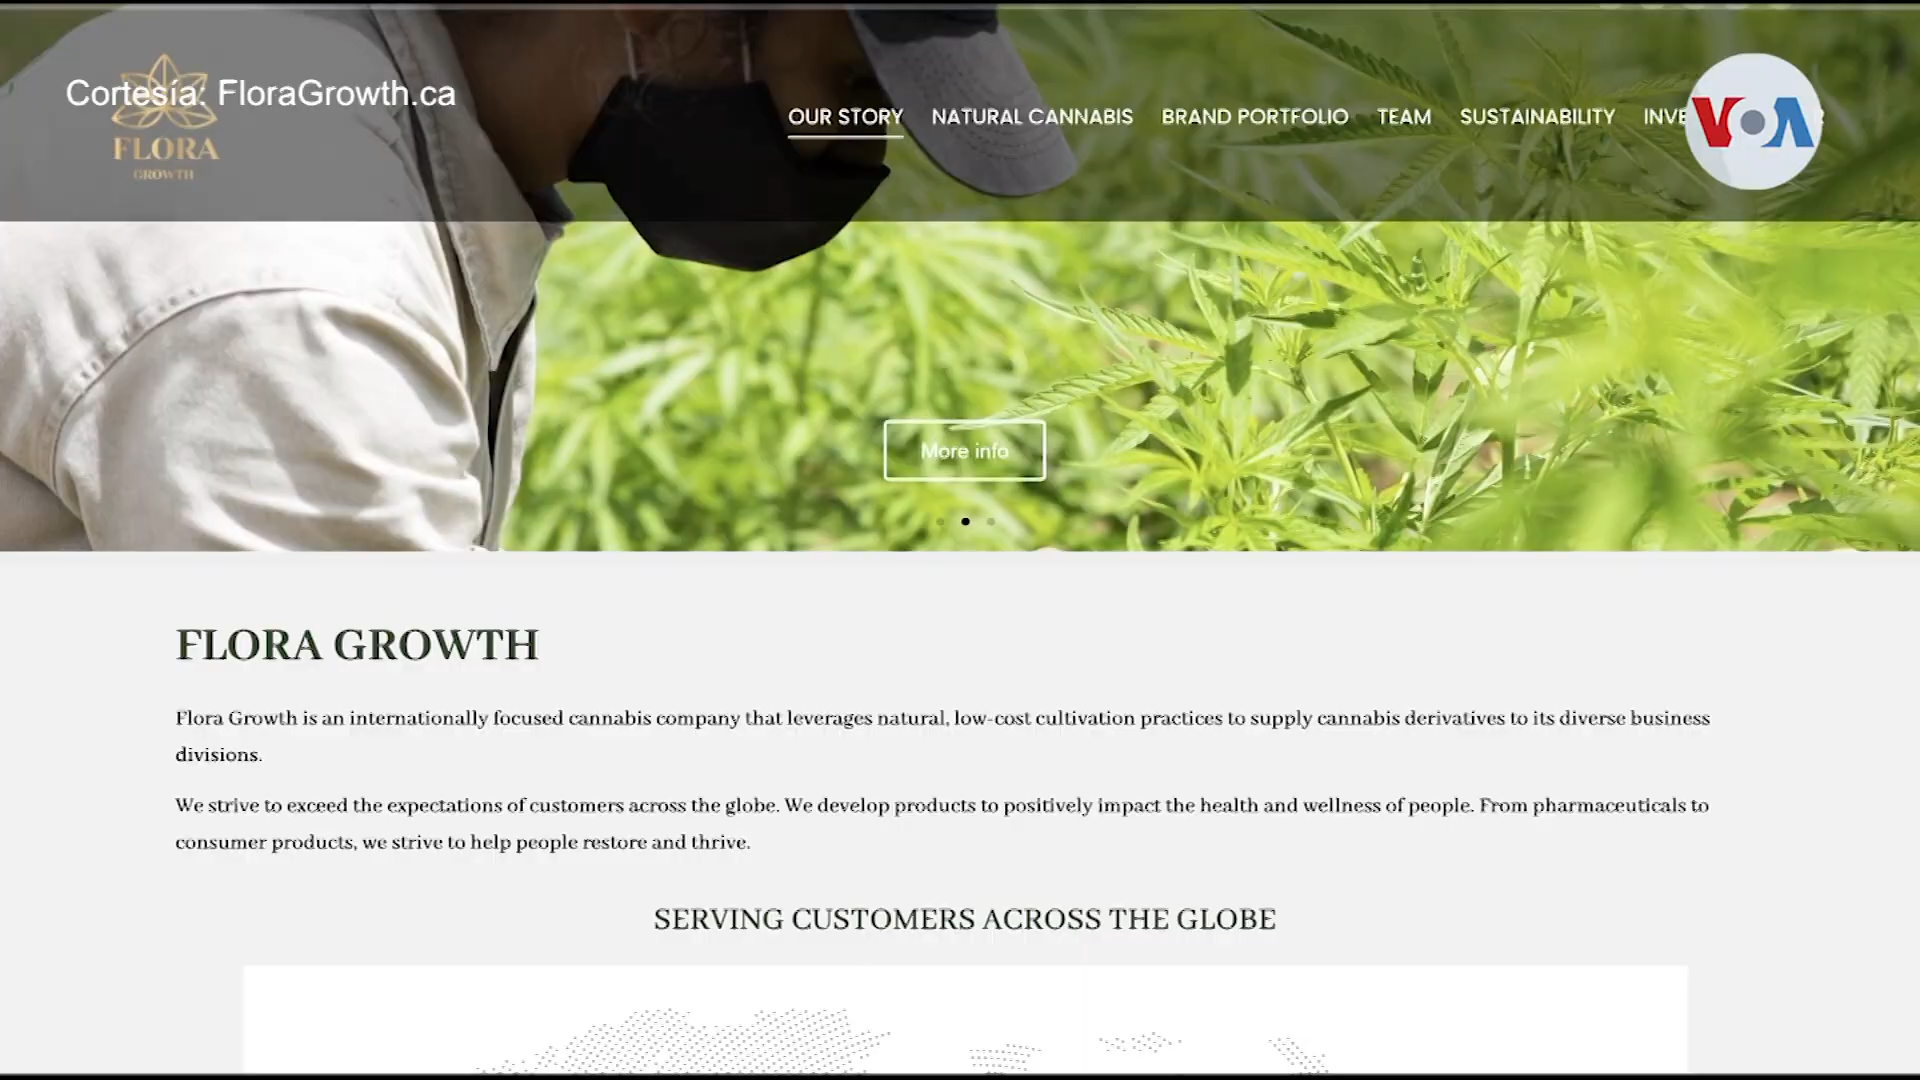 Cortesía: FloraGrowth.ca
FLORA
GROWTH
OUR STORY NATURAL CANNABIS BRAND PORTFOLIO TEAM SUSTAINABILITY
VOA
More info
FLORA GROWTH
Flora Growth is an internationally focused cannabis company that leverages natural, low-cost cultivation practices to supply cannabis derivatives to its diverse business
divisions.
We strive to exceed the expectations of customers across the globe. We develop products to positively impact the health and wellness of people. From pharmaceuticals to
consumer products, we strive to help people restore and thrive.
SERVING CUSTOMERS ACROSS THE GLOBE